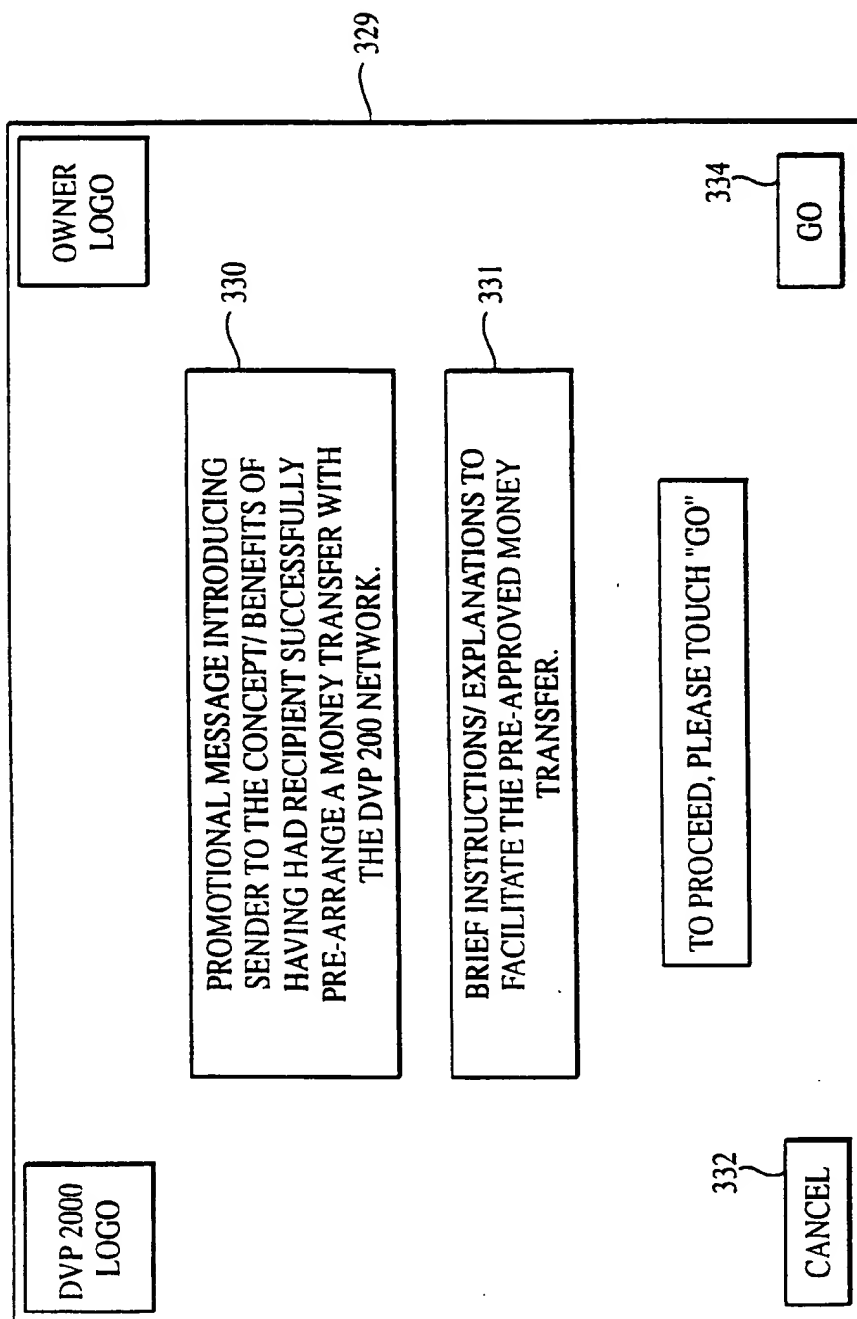 DVP 2000
LOGO
OWNER
LOGO
329
330
PROMOTIONAL MESSAGE INTRODUCING
SENDER TO THE CONCEPT/ BENEFITS OF
HAVING HAD RECIPIENT SUCCESSFULLY
PRE-ARRANGE A MONEY TRANSFER WITH
THE DVP 200 NETWORK.
331
BRIEF INSTRUCTIONS/ EXPLANATIONS TO
FACILITATE THE PRE-APPROVED MONEY
TRANSFER.
TO PROCEED, PLEASE TOUCH "GO"
332
CANCEL
334
GO